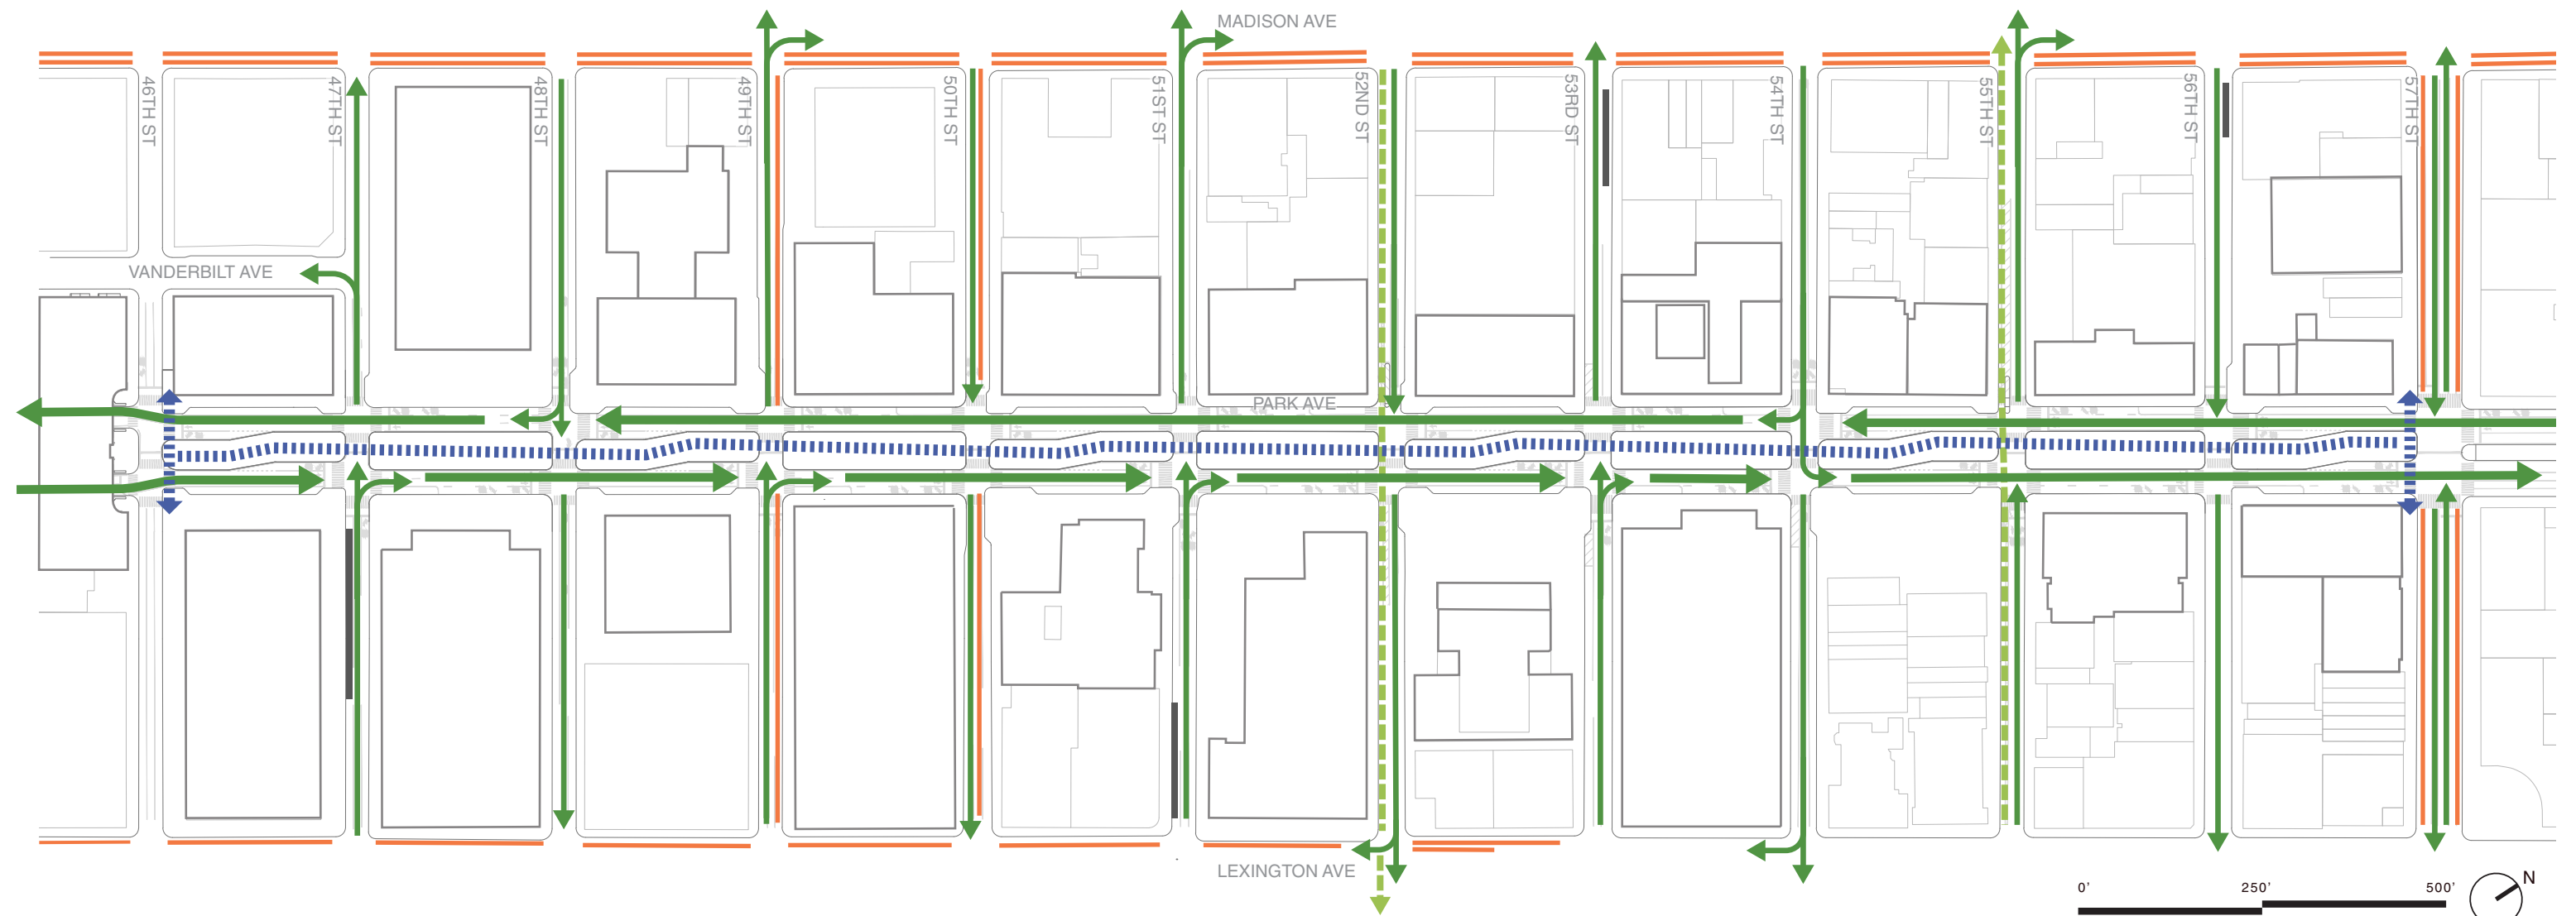 MADISON AVE
46TH ST
47TH ST
48TH ST
49TH ST
50TH ST
51ST ST
52ND ST
53RD ST
54TH ST
55TH ST
56TH ST
57TH ST
VANDERBILT AVE
PARK AVE
LEXINGTON AVE
0' 250' 500' N